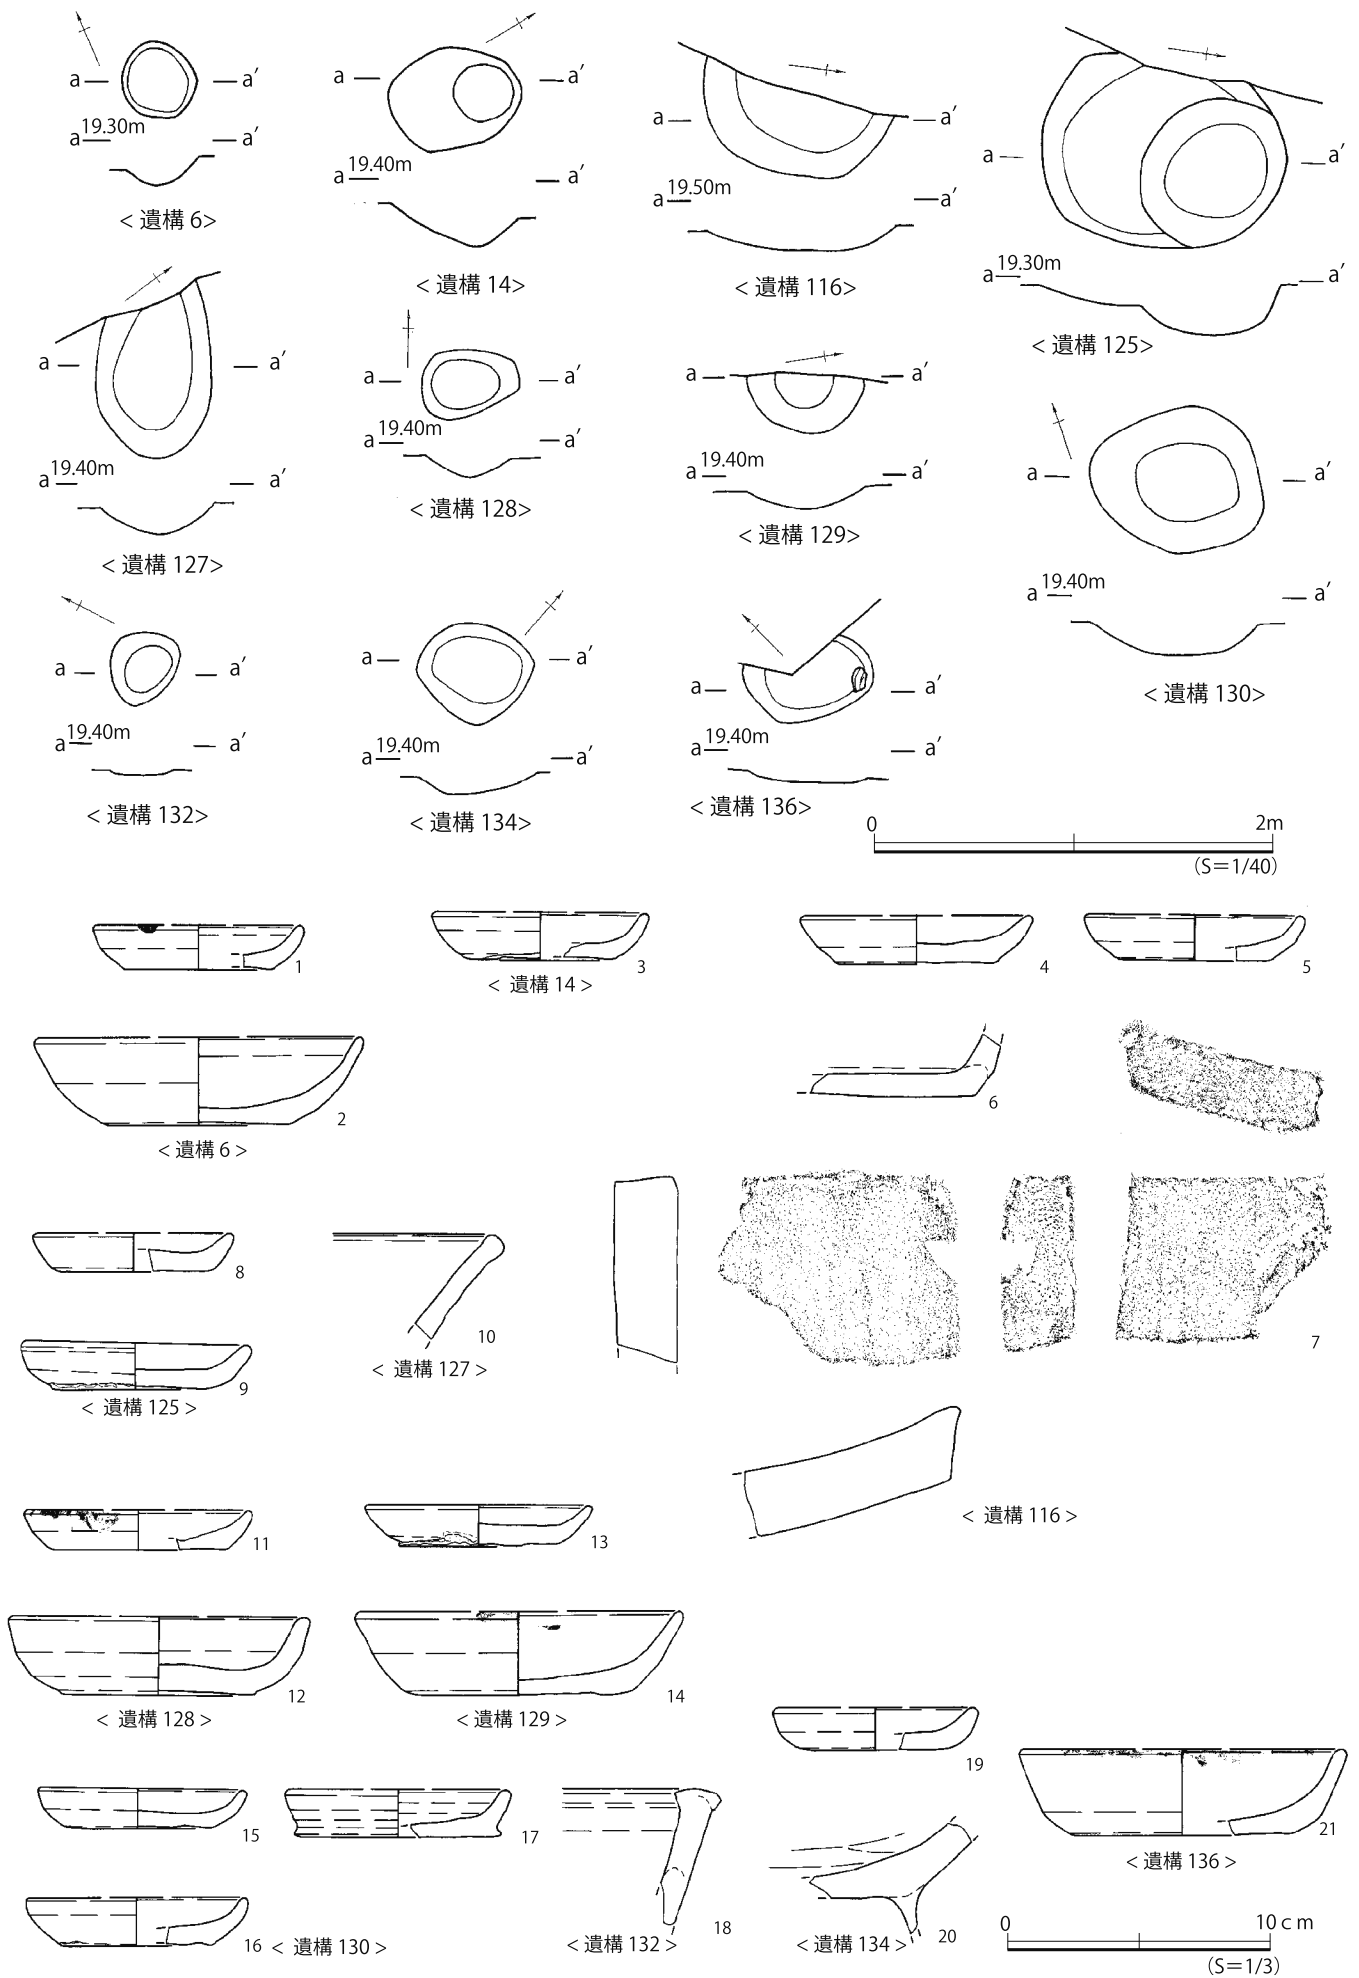 a a′
a 19.30m a′
< 遺構 6>
a a′
a 19.40m a′
< 遺構 14>
a a′
a 19.50m a′
< 遺構 116>
a a′
a 19.30m a′
< 遺構 125>
a a′
a 19.40m a′
< 遺構 127>
a a′
a 19.40m a′
< 遺構 128>
a a′
a 19.40m a′
< 遺構 129>
a a′
a 19.40m a′
< 遺構 130>
a a′
a 19.40m a′
< 遺構 132>
a a′
a 19.40m a′
< 遺構 134>
a a′
a 19.40m a′
< 遺構 136>
0 2m
(S=1/40)
1
3
< 遺構 14 >
4
5
2
< 遺構 6 >
6
7
8
9
< 遺構 125 >
10
< 遺構 127 >
< 遺構 116 >
11
12
< 遺構 128 >
13
14
< 遺構 129 >
15
17
16 < 遺構 130 >
18
< 遺構 132 >
19
20
< 遺構 134 >
21
< 遺構 136 >
0 10ｃｍ
(S=1/3)